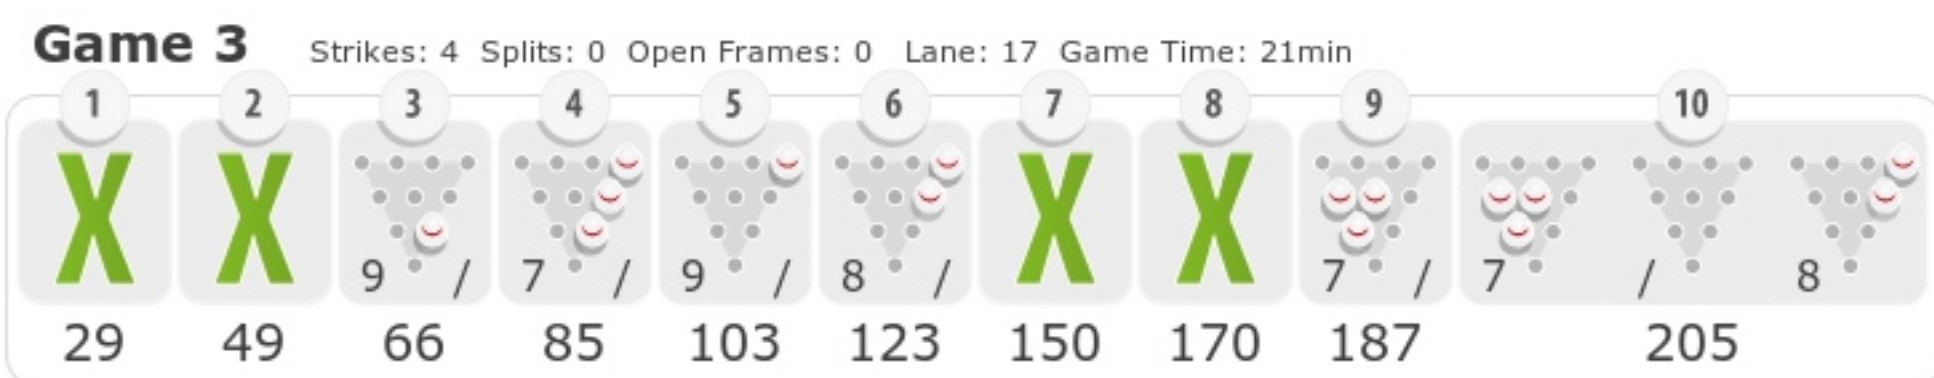 Game 3 Strikes: 4 Splits: 0 Open Frames: 0 Lane: 17 Game Time: 21min
1 2 3 4 5 6 7 8 9 10
X X 9 / 7 / 9 / 8 / X X 7 / 7 / 8
29 49 66 85 103 123 150 170 187 205